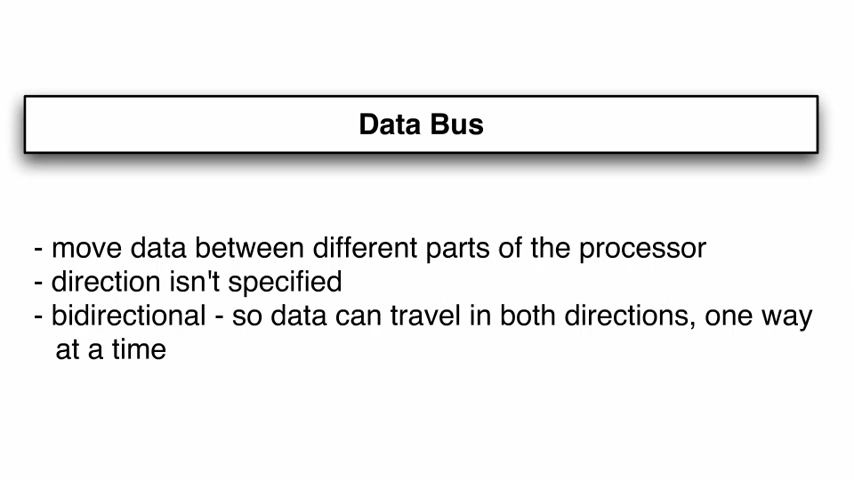 Data Bus
- move data between different parts of the processor
- direction isn't specified
- bidirectional - so data can travel in both directions, one way
at a time